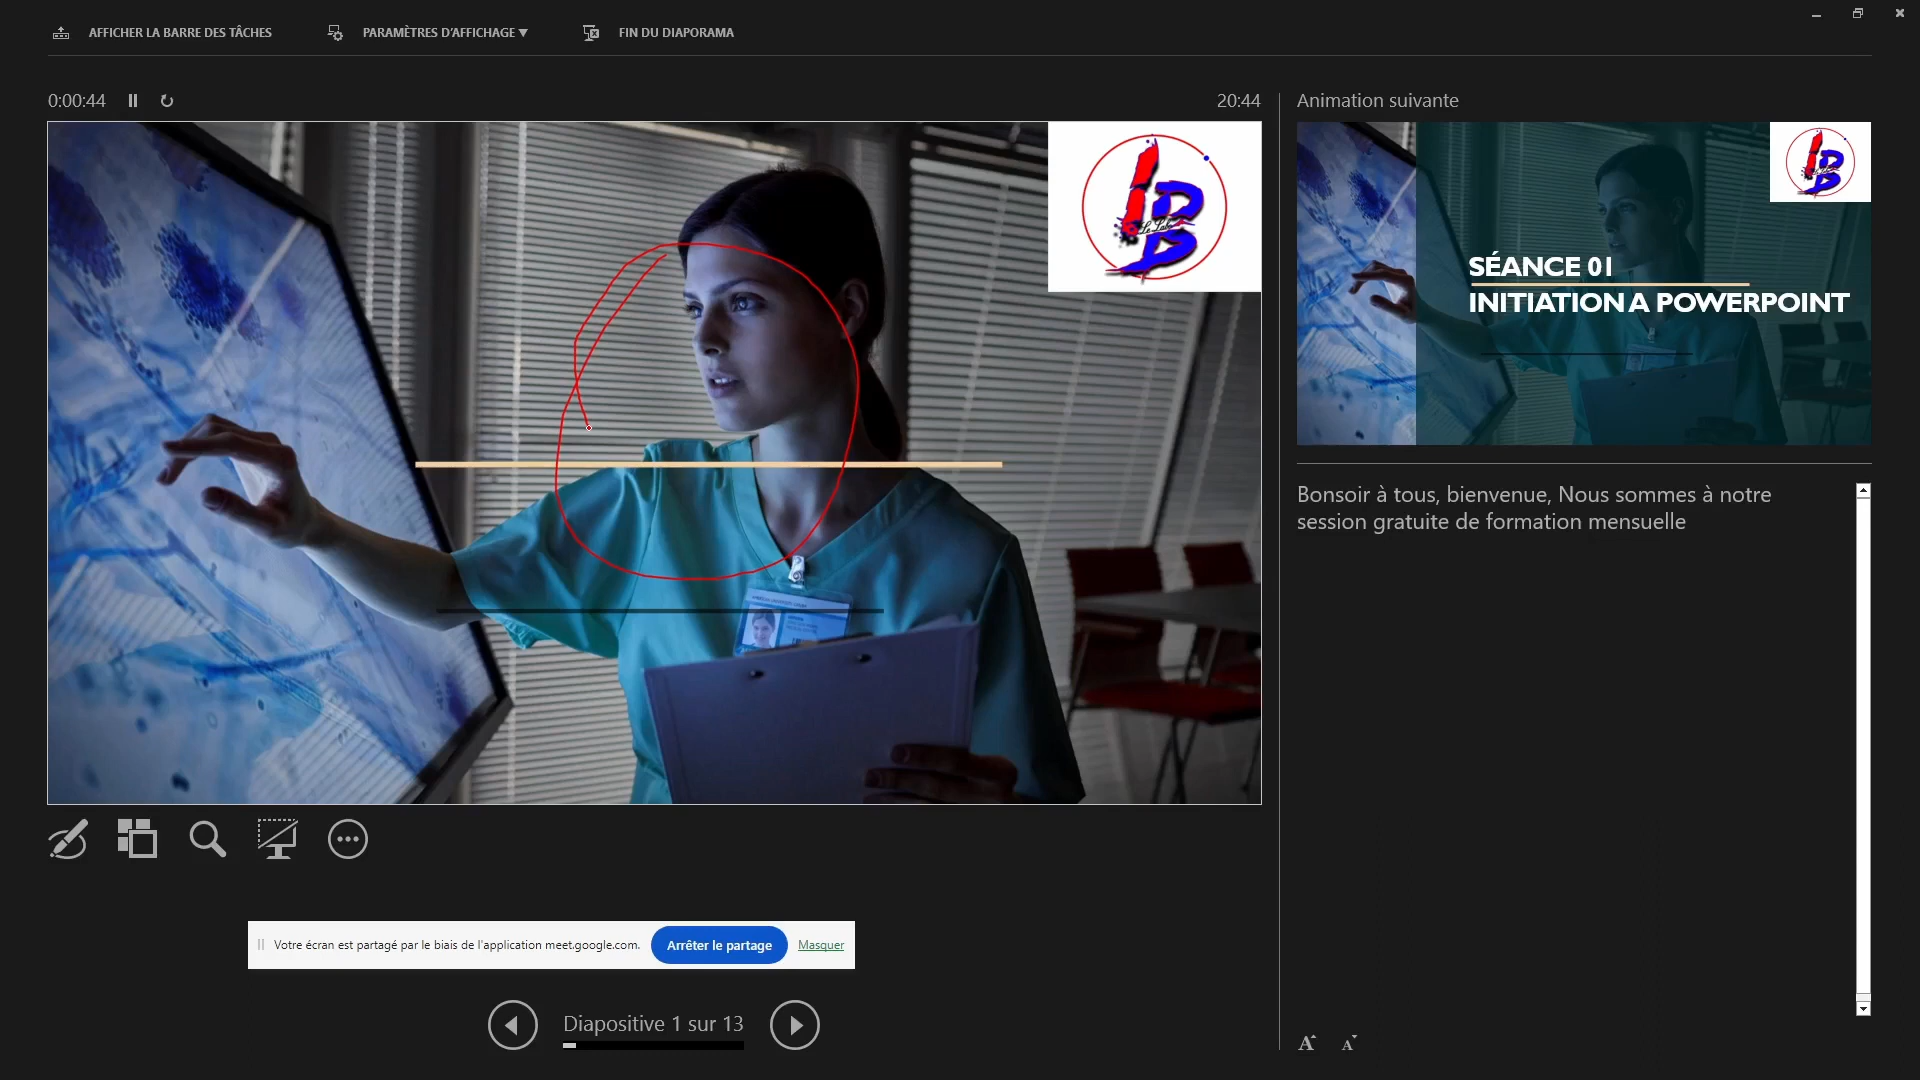 AFFICHER LA BARRE DES TÂCHES
PARAMÈTRES D'AFFICHAGE ▼
FIN DU DIAPORAMA
0:00:44
20:44
Animation suivante
SÉANCE 01
INITIATION A POWERPOINT
Bonsoir à tous, bienvenue, Nous sommes à notre
session gratuite de formation mensuelle
Votre écran est partagé par le biais de l'application meet.google.com.
Arrêter le partage
Masquer
Diapositive 1 sur 13
A
A